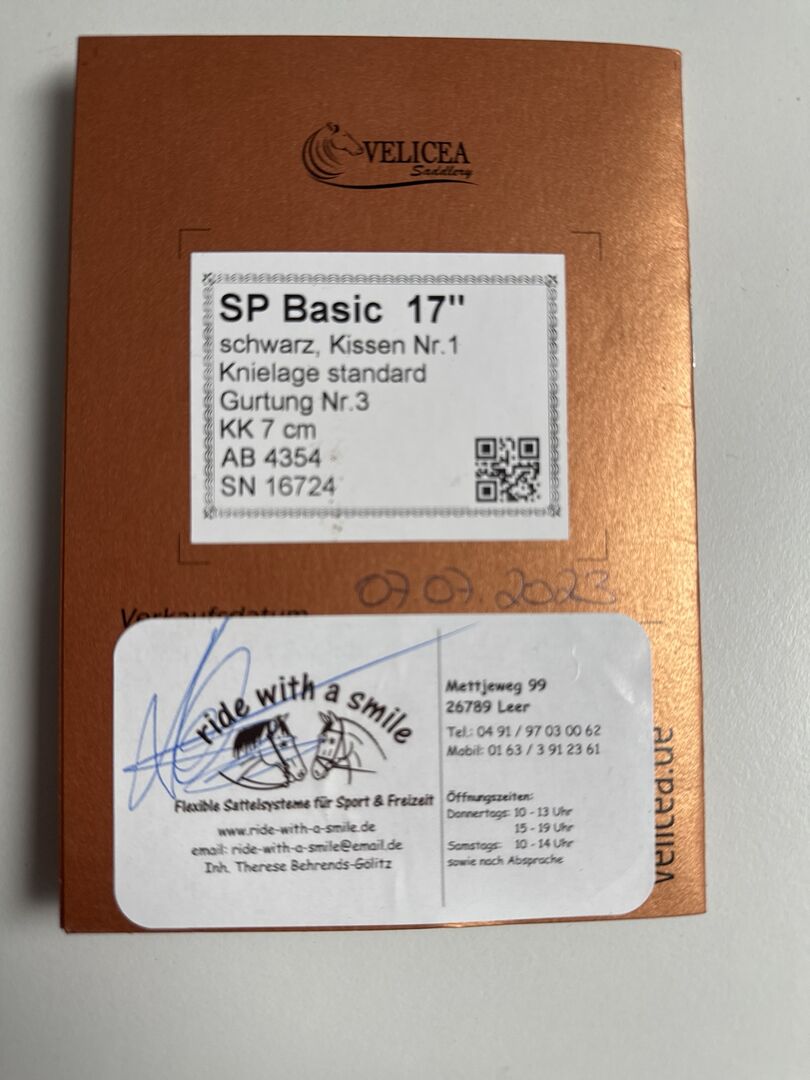 VELICEA
Saddlery
SP Basic 17"
schwarz, Kissen Nr.1
Knielage standard
Gurtung Nr.3
KK 7 cm
AB 4354
SN 16724
07.07.2023
Verkaufsdatum
ride with a smile
Flexible Sattelsysteme für Sport & Freizeit
www.ride-with-a-smile.de
email: ride-with-a-smile@email.de
Inh. Therese Behrends-Gölitz
Mettjeweg 99
26789 Leer
Tel.: 04 91 / 97 03 00 62
Mobil: 01 63 / 3 91 23 61
Öffnungszeiten:
Donnertags: 10 - 13 Uhr
15 - 19 Uhr
Samstags: 10 - 14 Uhr
sowie nach Absprache